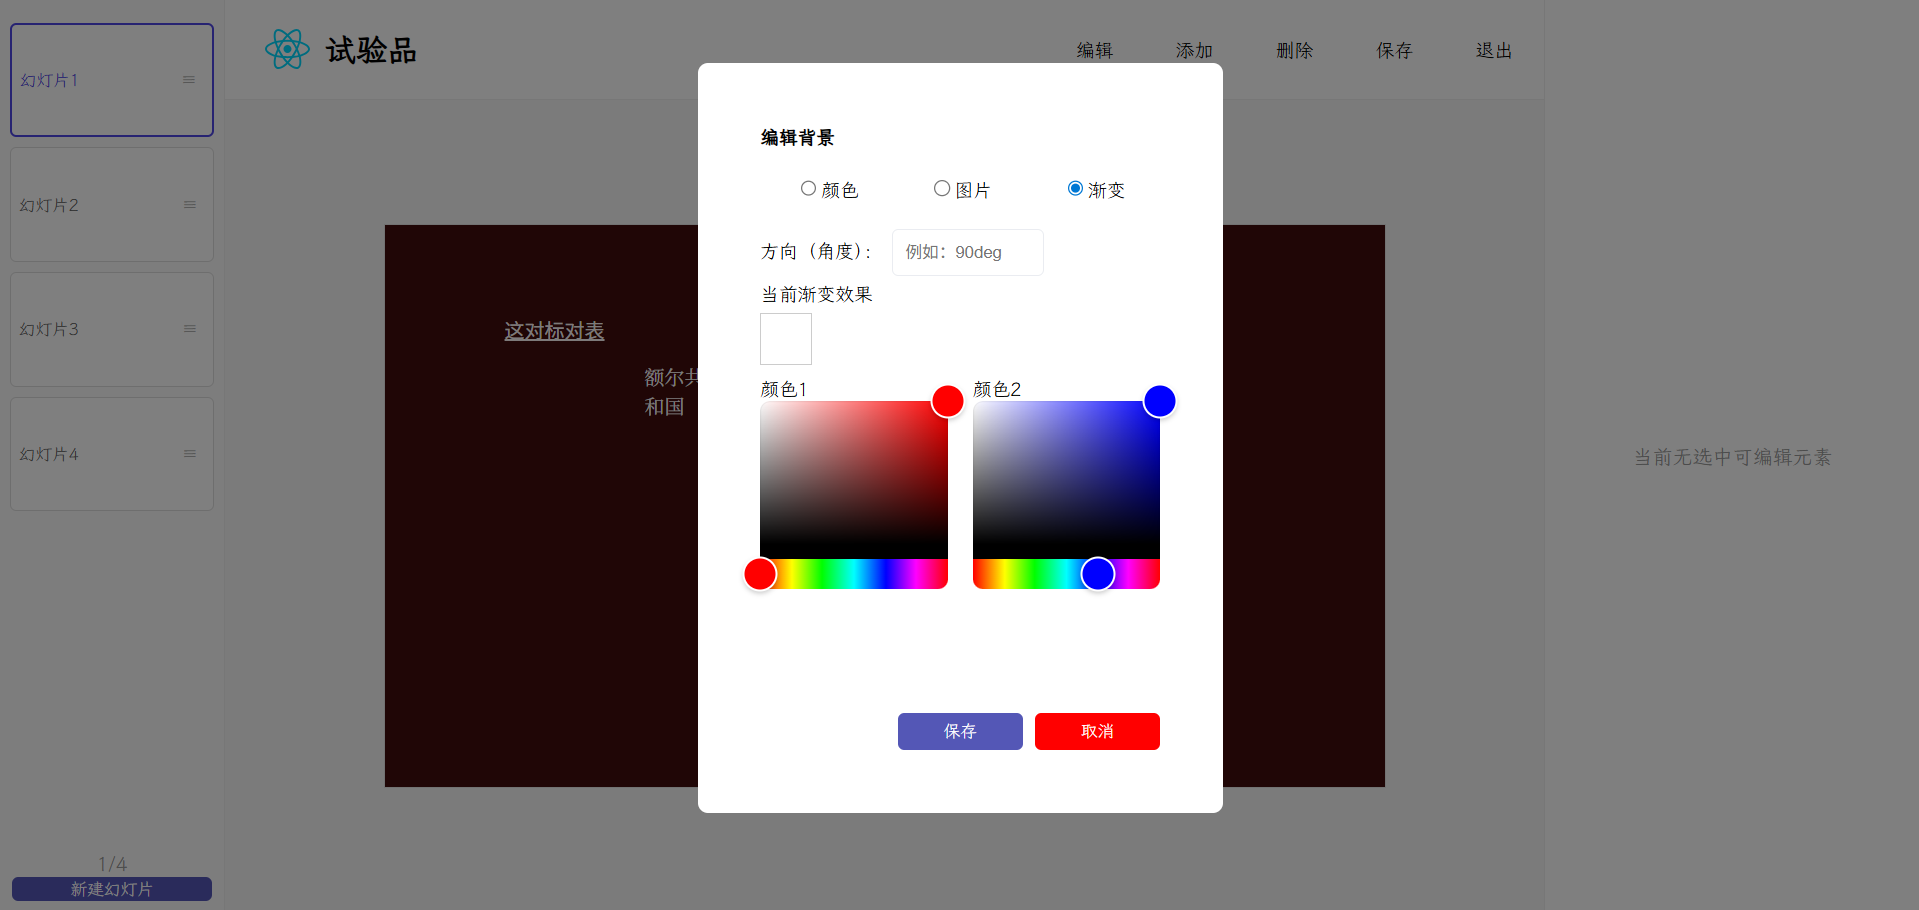 幻灯片1
幻灯片2
幻灯片3
幻灯片4
1/4
新建幻灯片
试验品
编辑 添加 删除 保存 退出
这对标对表
额尔共
和国
编辑背景
颜色 图片 渐变
方向（角度）: 例如：90deg
当前渐变效果
颜色1 颜色2
保存 取消
当前无选中可编辑元素